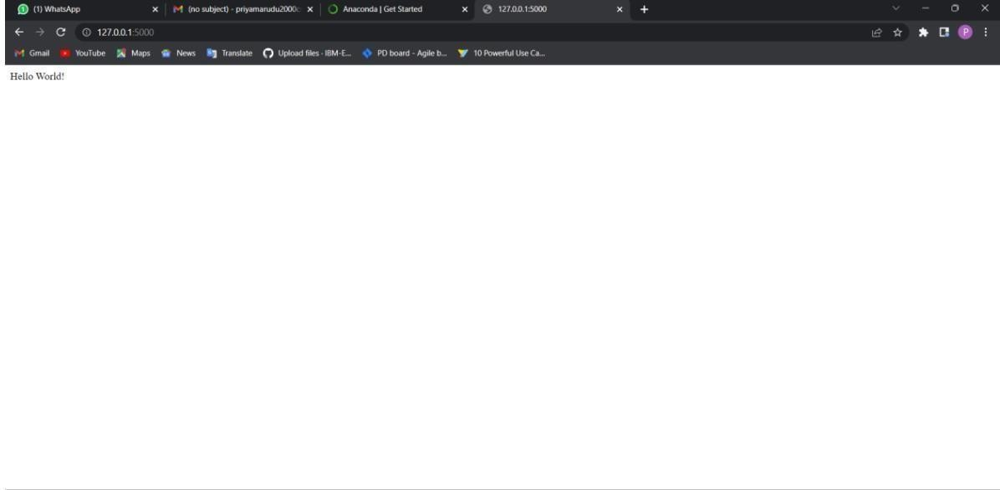 (1) WhatsApp (no subject) - priyamarudu2000 Anaconda | Get Started 127.0.0.1:5000
127.0.0.1:5000 P
Gmail YouTube Maps News Translate Upload files · IBM-E... PD board - Agile b... 10 Powerful Use Ca...
Hello World!